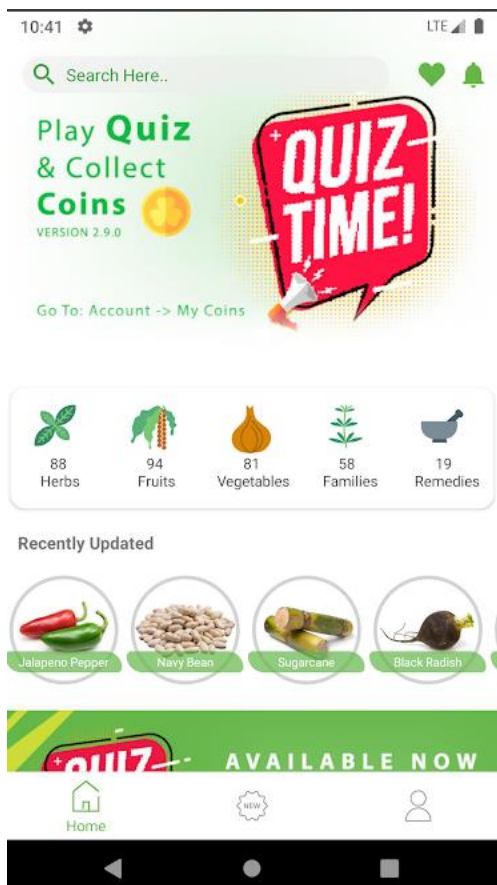 10:41
LTE
Search Here..
Play Quiz
& Collect
Coins
VERSION 2.9.0
Go To: Account -> My Coins
QUIZ
TIME!
88
Herbs
94
Fruits
81
Vegetables
58
Families
19
Remedies
Recently Updated
Jalapeno Pepper
Navy Bean
Sugarcane
Black Radish
QUIZ
AVAILABLE NOW
Home
NEW